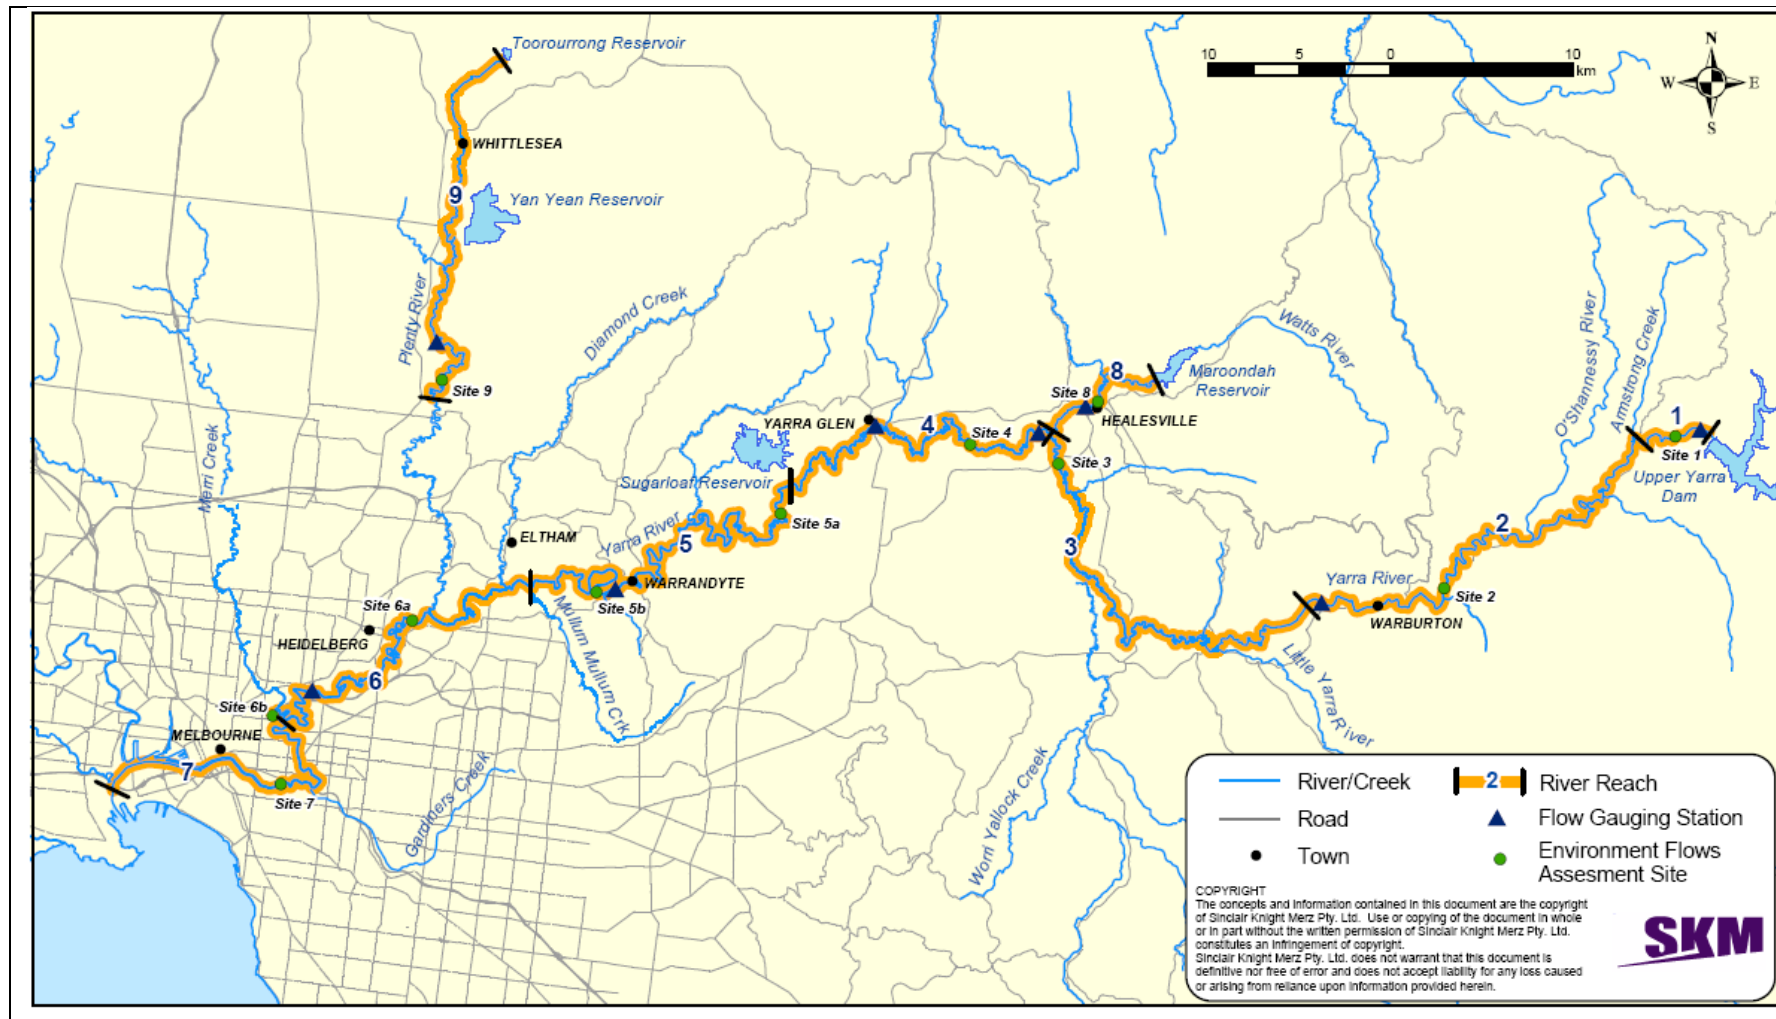 Toorourrong Reservoir
10 5 0 10
km
N
W E
S
WHITTLESEA
9
Yan Yean Reservoir
Plenty River
Diamond Creek
Watts River
O'Shannessy River
Armstrong Creek
Site 9
Merri Creek
8
Maroondah
Reservoir
Site 8
HEALESVILLE
YARRA GLEN
4
Site 4
1
Site 1
Site 3
Sugarloaf Reservoir
Upper Yarra
Dam
Site 5a
ELTHAM
Yarra River
5
3
2
WARRANDYTE
Yarra River
Site 2
Site 5b
Site 6a
WARBURTON
HEIDELBERG
Mullum Mullum Crk
Little Yarra River
6
Site 6b
MELBOURNE
7
Site 7
Gardiners Creek
Worri Yallock Creek
River/Creek
2
River Reach
Road
Flow Gauging Station
Town
Environment Flows
Assesment Site
COPYRIGHT
The concepts and information contained in this document are the copyright
of Sinclair Knight Merz Pty. Ltd. Use or copying of the document in whole
or in part without the written permission of Sinclair Knight Merz Pty. Ltd.
constitutes an infringement of copyright.
Sinclair Knight Merz Pty. Ltd. does not warrant that this document is
definitive nor free of error and does not accept liability for any loss caused
or arising from reliance upon information provided herein.
SKM